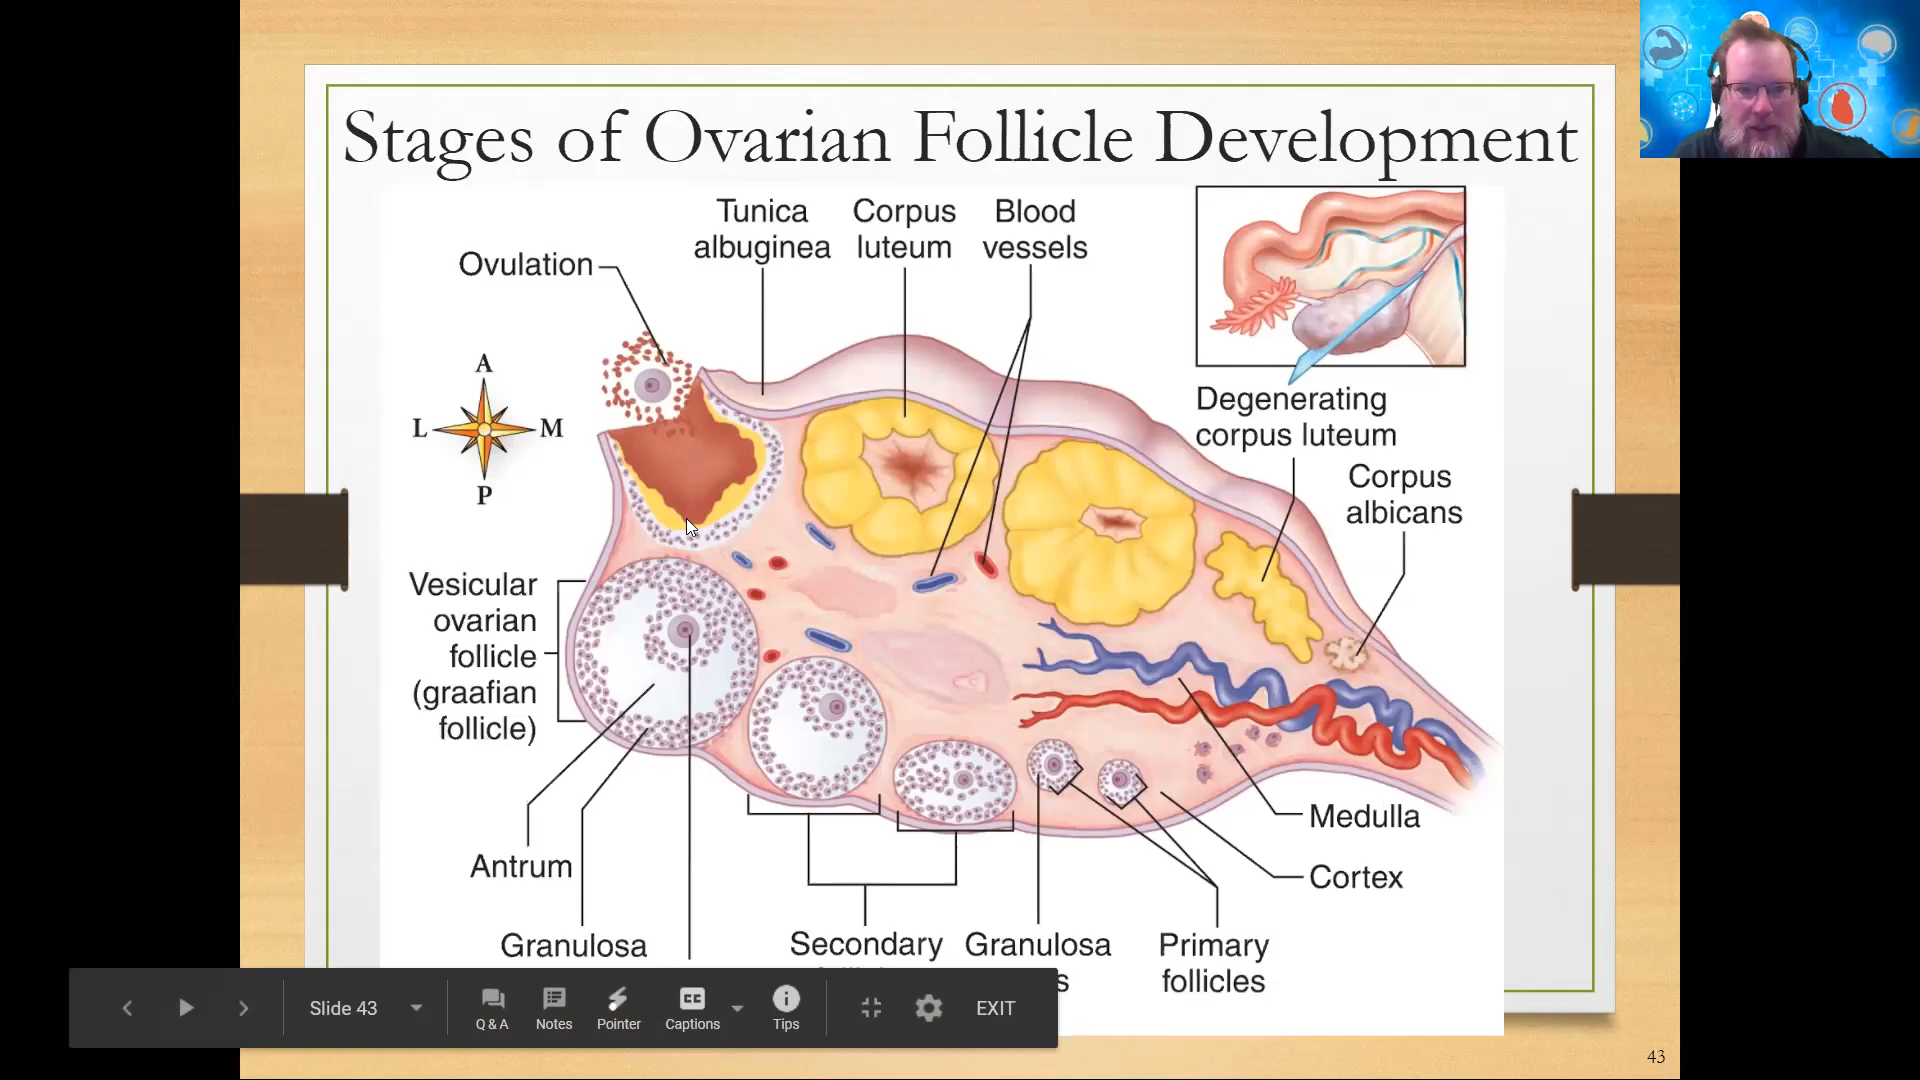 Stages of Ovarian Follicle Development
Tunica
albuginea
Corpus
luteum
Blood
vessels
Ovulation
A
L
M
P
Degenerating
corpus luteum
Corpus
albicans
Vesicular
ovarian
follicle
(graafian
follicle)
Antrum
Medulla
Cortex
Granulosa
Secondary
Granulosa
Primary
follicles
Slide 43
Q & A
Notes
Pointer
CC
Captions
Tips
EXIT
43